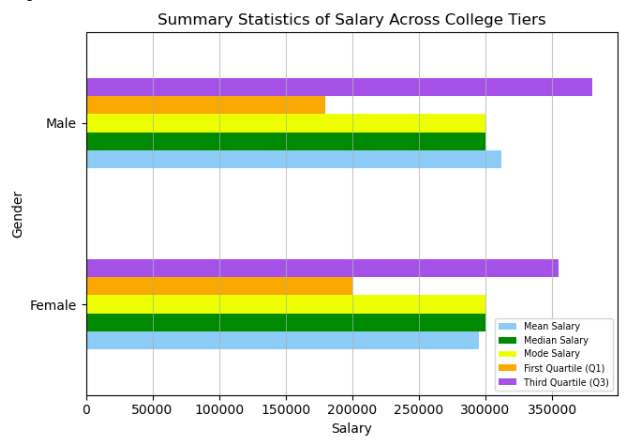 Summary Statistics of Salary Across College Tiers
Male
Gender
Female
Mean Salary
Median Salary
Mode Salary
First Quartile (Q1)
Third Quartile (Q3)
0 50000 100000 150000 200000 250000 300000 350000
Salary